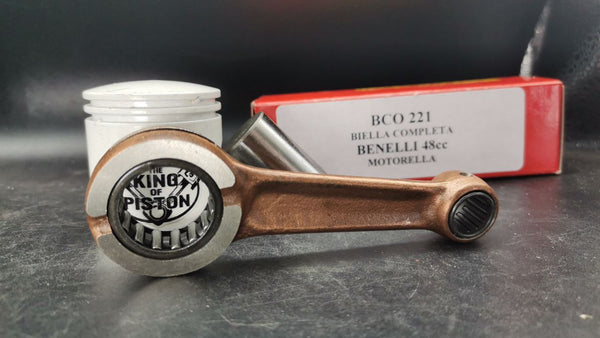 THE
KING
OF
PISTON
BCO 221
BIELLA COMPLETA
BENELLI 48cc
MOTORELLA